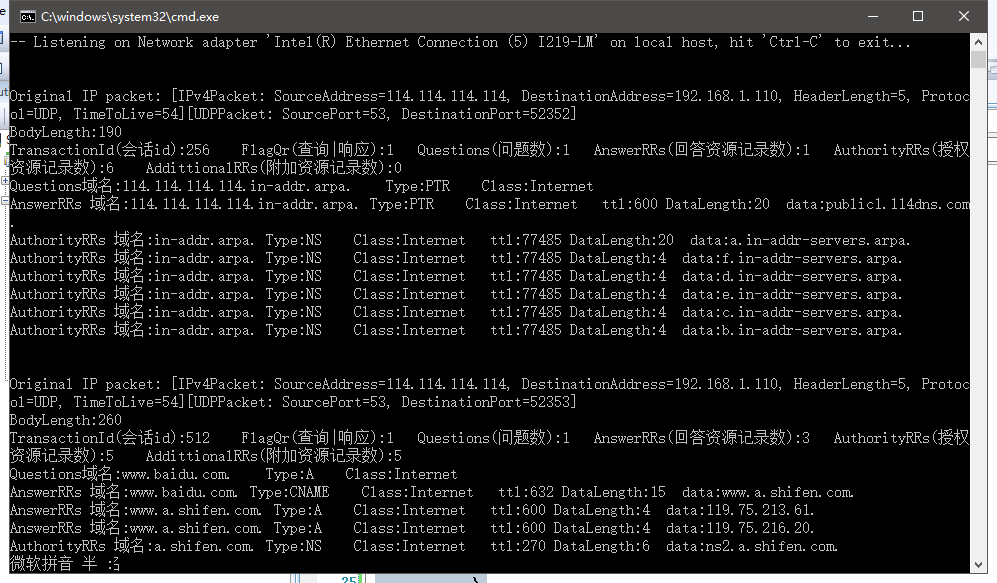 C:\windows\system32\cmd.exe
-- Listening on Network adapter 'Intel(R) Ethernet Connection (5) I219-LM' on local host, hit 'Ctrl-C' to exit...
Original IP packet: [IPv4Packet: SourceAddress=114.114.114.114, DestinationAddress=192.168.1.110, HeaderLength=5, Protoc
ol=UDP, TimeToLive=54][UDPPacket: SourcePort=53, DestinationPort=52352]
BodyLength:190
TransactionId(会话id):256    FlagQr(查询|响应):1   Questions(问题数):1   AnswerRRs(回答资源记录数):1   AuthorityRRs(授权
资源记录数):6    AdditionalRRs(附加资源记录数):0
Questions域名:114.114.114.114.in-addr.arpa.    Type:PTR    Class:Internet
AnswerRRs 域名:114.114.114.114.in-addr.arpa. Type:PTR    Class:Internet   ttl:600 DataLength:20  data:public1.114dns.com
.
AuthorityRRs 域名:in-addr.arpa. Type:NS    Class:Internet   ttl:77485 DataLength:20  data:a.in-addr-servers.arpa.
AuthorityRRs 域名:in-addr.arpa. Type:NS    Class:Internet   ttl:77485 DataLength:4  data:f.in-addr-servers.arpa.
AuthorityRRs 域名:in-addr.arpa. Type:NS    Class:Internet   ttl:77485 DataLength:4  data:d.in-addr-servers.arpa.
AuthorityRRs 域名:in-addr.arpa. Type:NS    Class:Internet   ttl:77485 DataLength:4  data:e.in-addr-servers.arpa.
AuthorityRRs 域名:in-addr.arpa. Type:NS    Class:Internet   ttl:77485 DataLength:4  data:c.in-addr-servers.arpa.
AuthorityRRs 域名:in-addr.arpa. Type:NS    Class:Internet   ttl:77485 DataLength:4  data:b.in-addr-servers.arpa.
Original IP packet: [IPv4Packet: SourceAddress=114.114.114.114, DestinationAddress=192.168.1.110, HeaderLength=5, Protoc
ol=UDP, TimeToLive=54][UDPPacket: SourcePort=53, DestinationPort=52353]
BodyLength:260
TransactionId(会话id):512    FlagQr(查询|响应):1   Questions(问题数):1   AnswerRRs(回答资源记录数):3   AuthorityRRs(授权
资源记录数):5    AdditionalRRs(附加资源记录数):5
Questions域名:www.baidu.com.    Type:A    Class:Internet
AnswerRRs 域名:www.baidu.com. Type:CNAME    Class:Internet   ttl:632 DataLength:15  data:www.a.shifen.com.
AnswerRRs 域名:www.a.shifen.com. Type:A    Class:Internet   ttl:600 DataLength:4  data:119.75.213.61.
AnswerRRs 域名:www.a.shifen.com. Type:A    Class:Internet   ttl:600 DataLength:4  data:119.75.216.20.
AuthorityRRs 域名:a.shifen.com. Type:NS    Class:Internet   ttl:270 DataLength:6  data:ns2.a.shifen.com.
微软拼音 半 :
25